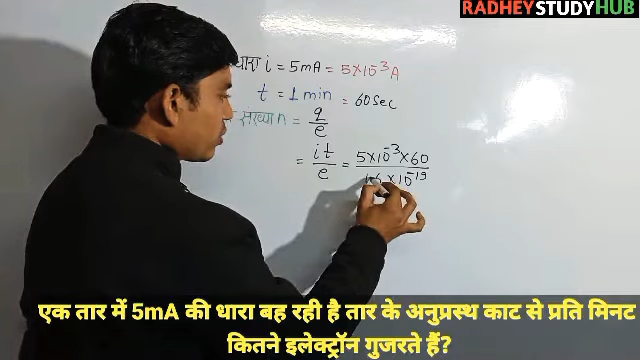 RADHEYSTUDYHUB
धारा i = 5mA = 5×10⁻³A
t = 1 min = 60Sec
संख्या n = q/e
= it/e = 5×10⁻³×60/1.6×10⁻¹⁹
एक तार में 5mA की धारा बह रही है तार के अनुप्रस्थ काट से प्रति मिनट
कितने इलेक्ट्रॉन गुजरते हैं?